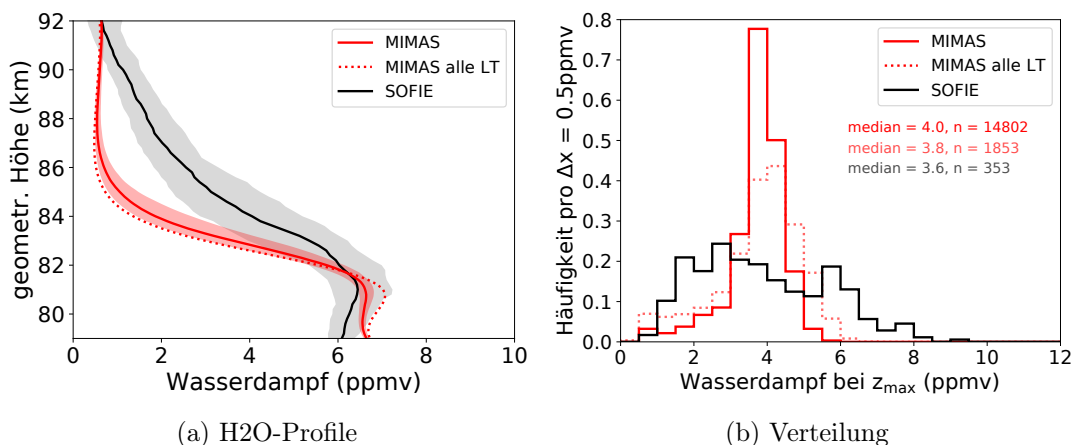 92
90
88
86
84
82
80
geometr. Höhe (km)
0
2
4
6
8
10
Wasserdampf (ppmv)
MIMAS
MIMAS alle LT
SOFIE
(a) H2O-Profile
0.8
0.7
0.6
0.5
0.4
0.3
0.2
0.1
0.0
Häufigkeit pro Δx = 0.5ppmv
0
2
4
6
8
10
12
Wasserdampf bei zmax (ppmv)
MIMAS
MIMAS alle LT
SOFIE
median = 4.0, n = 14802
median = 3.8, n = 1853
median = 3.6, n = 353
(b) Verteilung